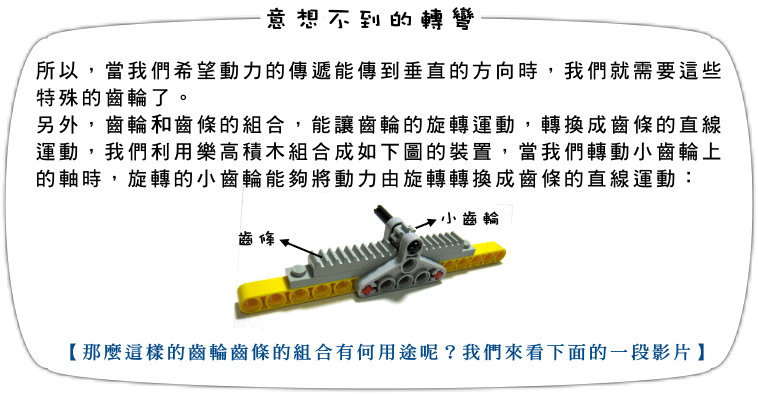 意想不到的轉彎
所以，當我們希望動力的傳遞能傳到垂直的方向時，我們就需要這些
特殊的齒輪了。
另外，齒輪和齒條的組合，能讓齒輪的旋轉運動，轉換成齒條的直線
運動，我們利用樂高積木組合成如下圖的裝置，當我們轉動小齒輪上
的軸時，旋轉的小齒輪能夠將動力由旋轉轉換成齒條的直線運動：
小齒輪
齒條
【那麼這樣的齒輪齒條的組合有何用途呢？我們來看下面的一段影片】